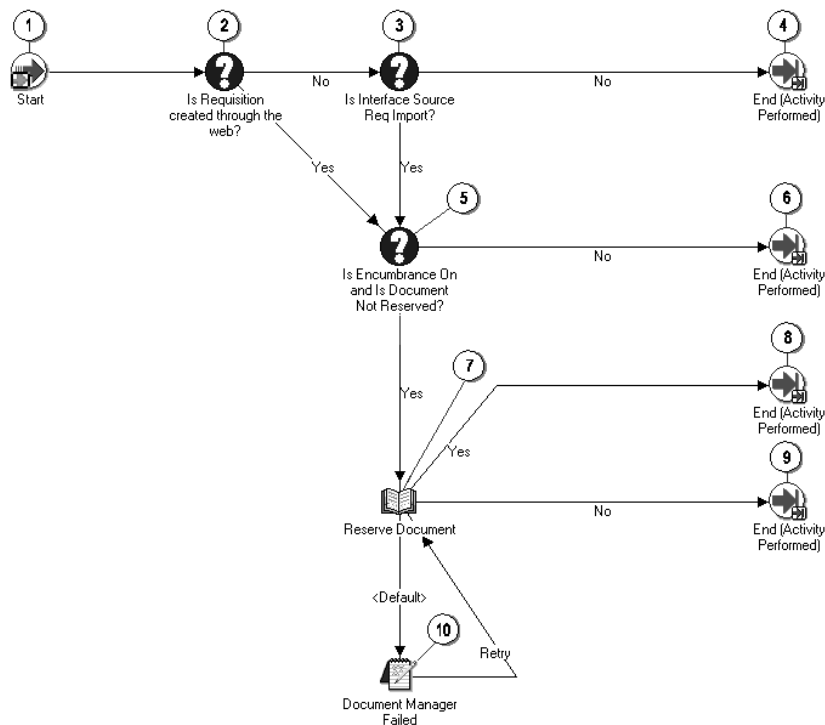 1
2
3
4
Start
Is Requisition
created through the
web?
No
Is Interface Source
Req Import?
No
End (Activity
Performed)
Yes
Yes
5
6
Is Encumbrance On
and Is Document
Not Reserved?
No
End (Activity
Performed)
Yes
7
8
Yes
End (Activity
Performed)
9
Reserve Document
No
End (Activity
Performed)
<Default>
10
Retry
Document Manager
Failed